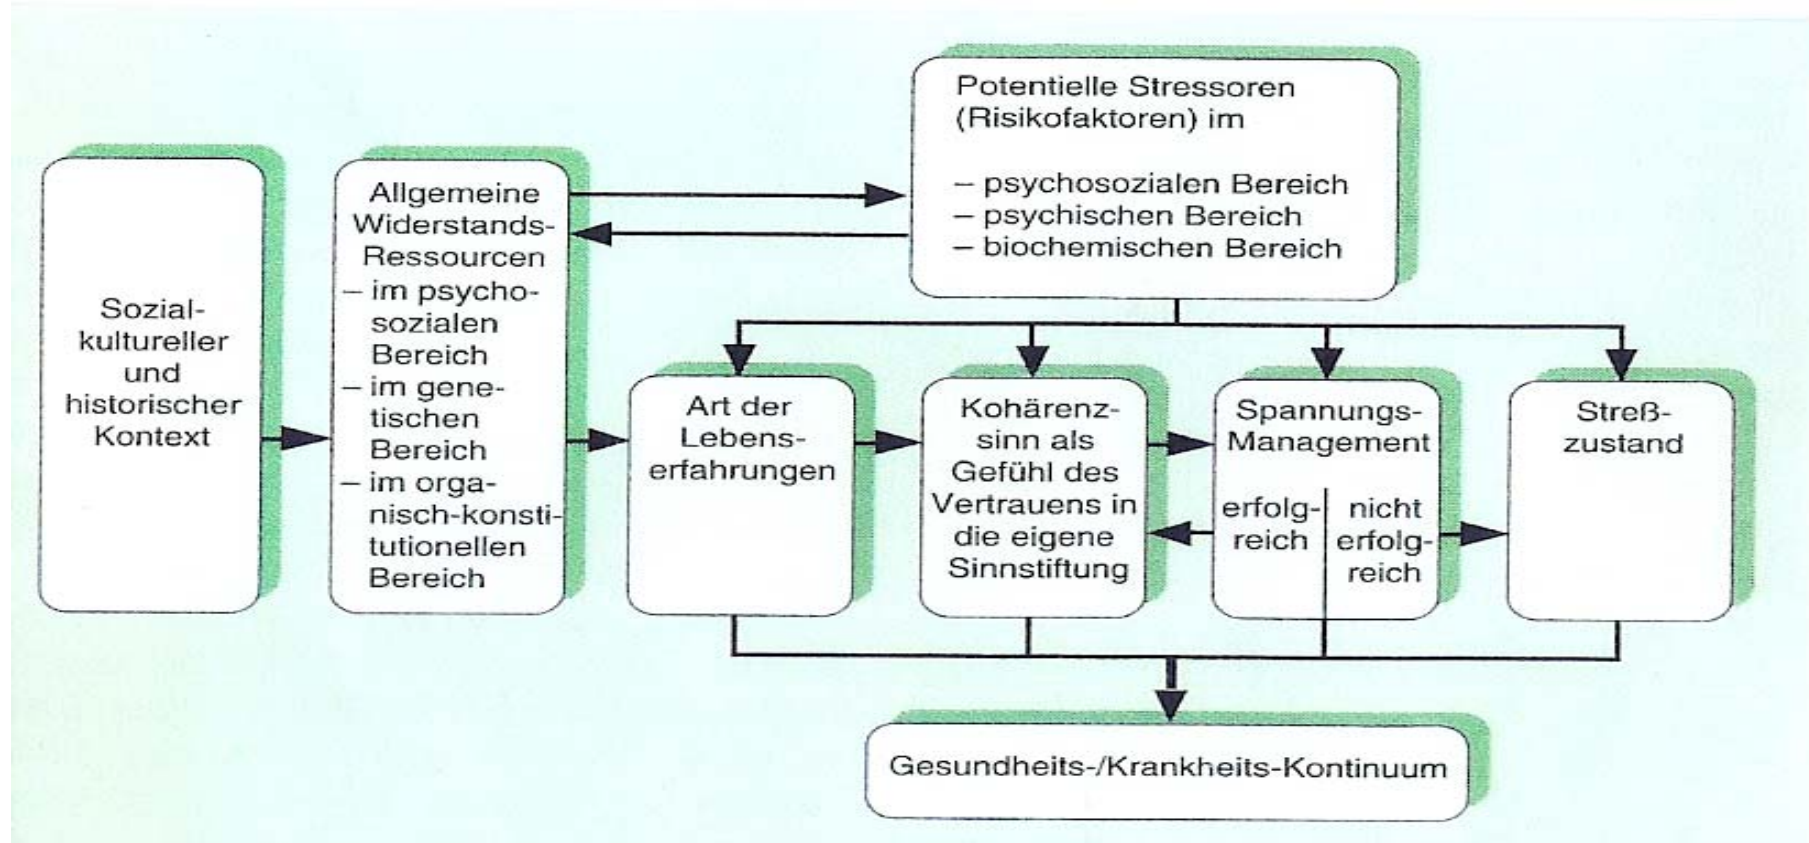 Potentielle Stressoren
(Risikofaktoren) im
– psychosozialen Bereich
– psychischen Bereich
– biochemischen Bereich
Sozial-
kultureller
und
historischer
Kontext
Allgemeine
Widerstands-
Ressourcen
– im psycho-
sozialen
Bereich
– im gene-
tischen
Bereich
– im orga-
nisch-konsti-
tutionellen
Bereich
Art der
Lebens-
erfahrungen
Kohärenz-
sinn als
Gefühl des
Vertrauens in
die eigene
Sinnstiftung
Spannungs-
Management
erfolg-
reich
nicht
erfolg-
reich
Streß-
zustand
Gesundheits-/Krankheits-Kontinuum